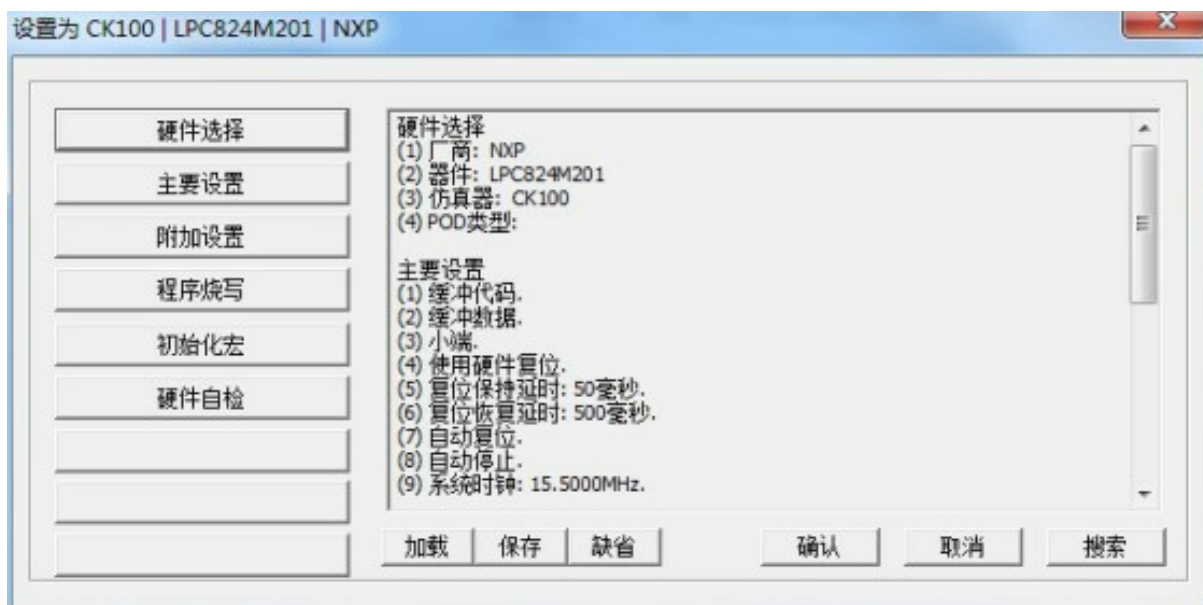 设置为 CK100 | LPC824M201 | NXP
硬件选择
主要设置
附加设置
程序烧写
初始化宏
硬件自检
硬件选择
(1) 厂商: NXP
(2) 器件: LPC824M201
(3) 仿真器: CK100
(4) POD类型:
主要设置
(1) 缓冲代码.
(2) 缓冲数据.
(3) 小端.
(4) 使用硬件复位.
(5) 复位保持延时: 50毫秒.
(6) 复位恢复延时: 500毫秒.
(7) 自动复位.
(8) 自动停止.
(9) 系统时钟: 15.5000MHz.
加载 保存 缺省 确认 取消 搜索